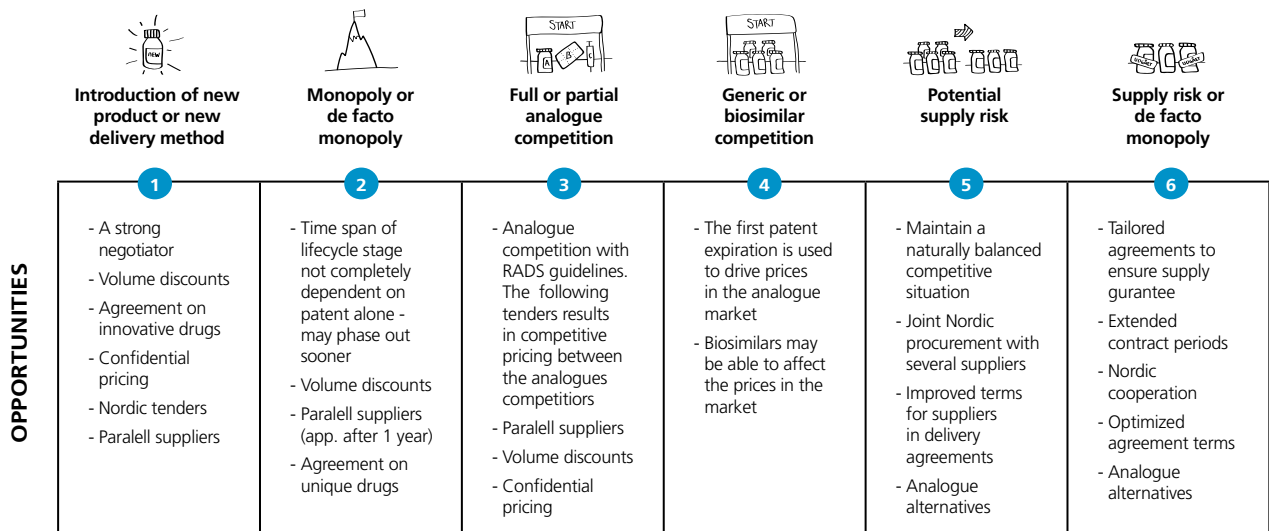 NEW
START
A
B
C
START
Introduction of new
product or new
delivery method
Monopoly or
de facto
monopoly
Full or partial
analogue
competition
Generic or
biosimilar
competition
Potential
supply risk
Supply risk or
de facto
monopoly
1
2
3
4
5
6
OPPORTUNITIES
- A strong
negotiator
- Volume discounts
- Agreement on
innovative drugs
- Confidential
pricing
- Nordic tenders
- Paralell suppliers
- Time span of
lifecycle stage
not completely
dependent on
patent alone -
may phase out
sooner
- Volume discounts
- Paralell suppliers
(app. after 1 year)
- Agreement on
unique drugs
- Analogue
competition with
RADS guidelines.
The following
tenders results
in competitive
pricing between
the analogues
competitiors
- Paralell suppliers
- Volume discounts
- Confidential
pricing
- The first patent
expiration is used
to drive prices
in the analogue
market
- Biosimilars may
be able to affect
the prices in the
market
- Maintain a
naturally balanced
competitive
situation
- Joint Nordic
procurement with
several suppliers
- Improved terms
for suppliers
in delivery
agreements
- Analogue
alternatives
- Tailored
agreements to
ensure supply
gurantee
- Extended
contract periods
- Nordic
cooperation
- Optimized
agreement terms
- Analogue
alternatives